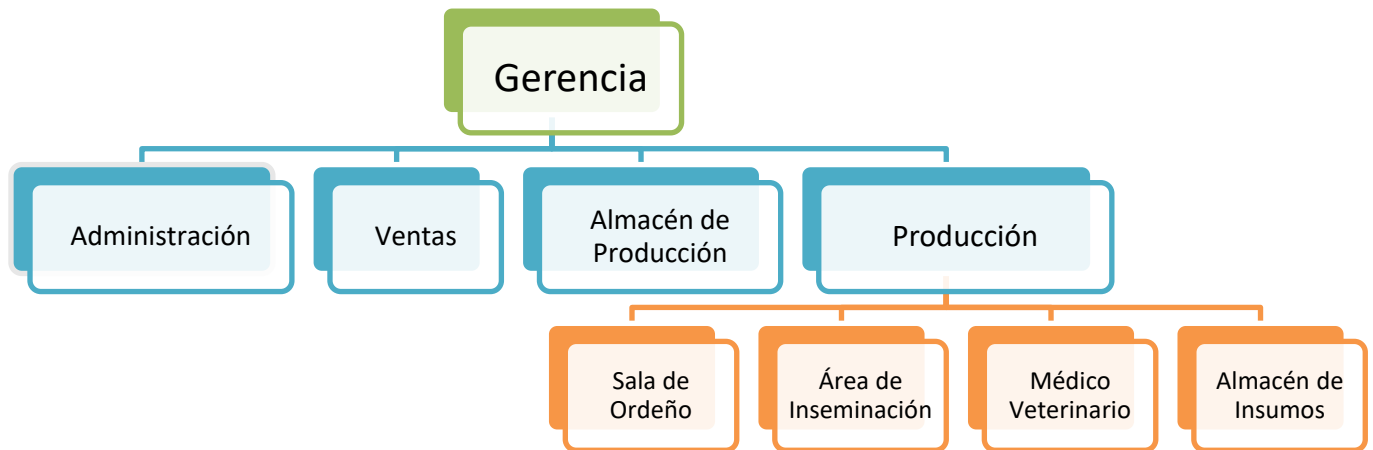 Gerencia
Administración
Ventas
Almacén de
Producción
Producción
Sala de
Ordeño
Área de
Inseminación
Médico
Veterinario
Almacén de
Insumos